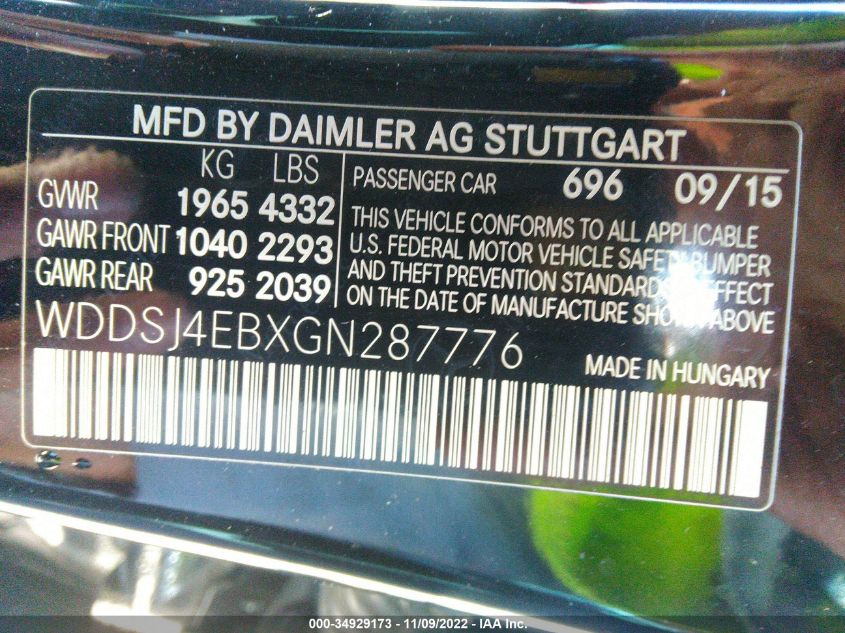 MFD BY DAIMLER AG STUTTGART
KG LBS
GVWR 1965 4332
GAWR FRONT 1040 2293
GAWR REAR 925 2039
PASSENGER CAR 696 09/15
THIS VEHICLE CONFORMS TO ALL APPLICABLE
U.S. FEDERAL MOTOR VEHICLE SAFETY BUMPER
AND THEFT PREVENTION STANDARDS EFFECT
ON THE DATE OF MANUFACTURE SHOWN ABOVE
WDDSJ4EBXGN287776
MADE IN HUNGARY
000-34929173 - 11/09/2022 - IAA Inc.